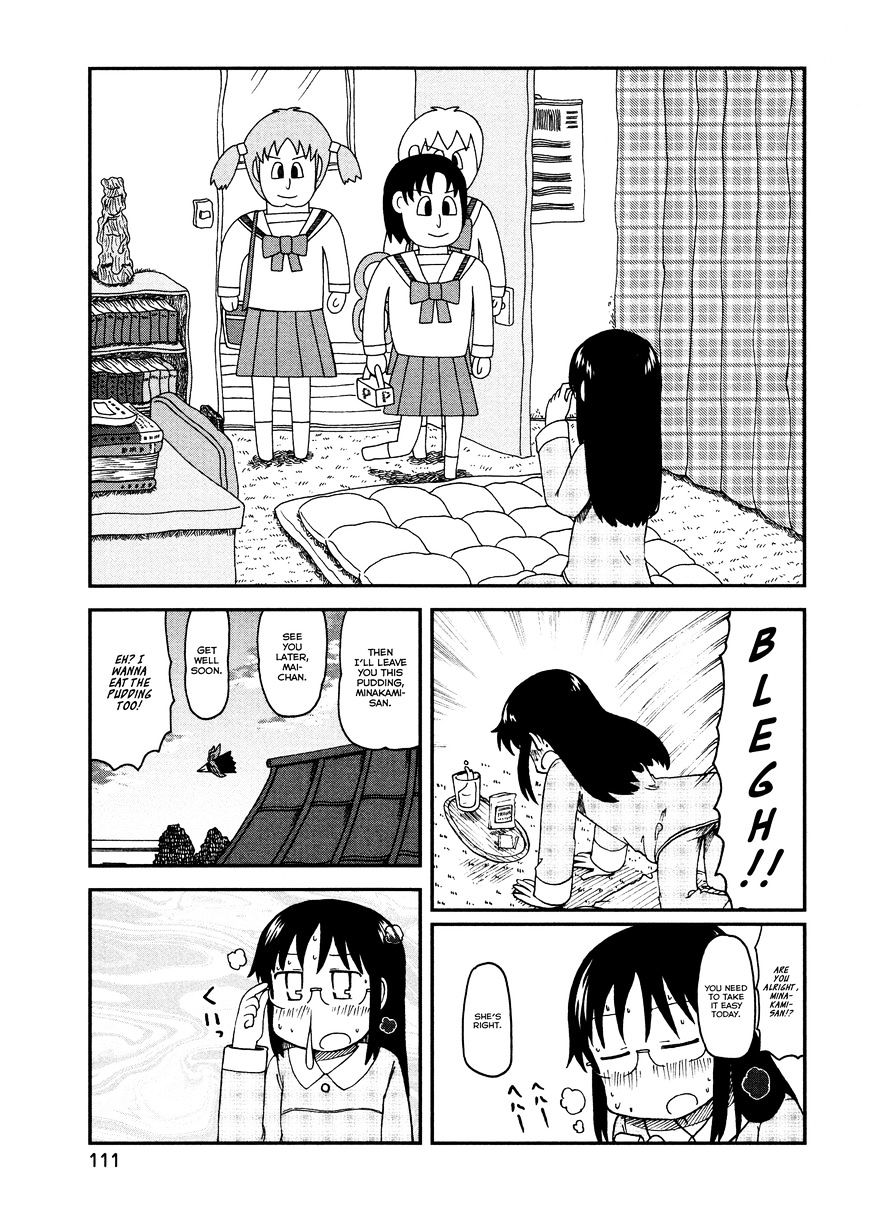 BLEGH!!
THEN
I'LL LEAVE
YOU THIS
PUDDING,
MINAKAMI-
SAN.
SEE
YOU
LATER,
MAI-
CHAN.
GET
WELL
SOON.
EH? I
WANNA
EAT THE
PUDDING
TOO!
ARE
YOU
ALRIGHT,
MINA-
KAMI-
SAN!?
YOU NEED
TO TAKE
IT EASY
TODAY.
SHE'S
RIGHT.
へへー
へへー
くいっ
111